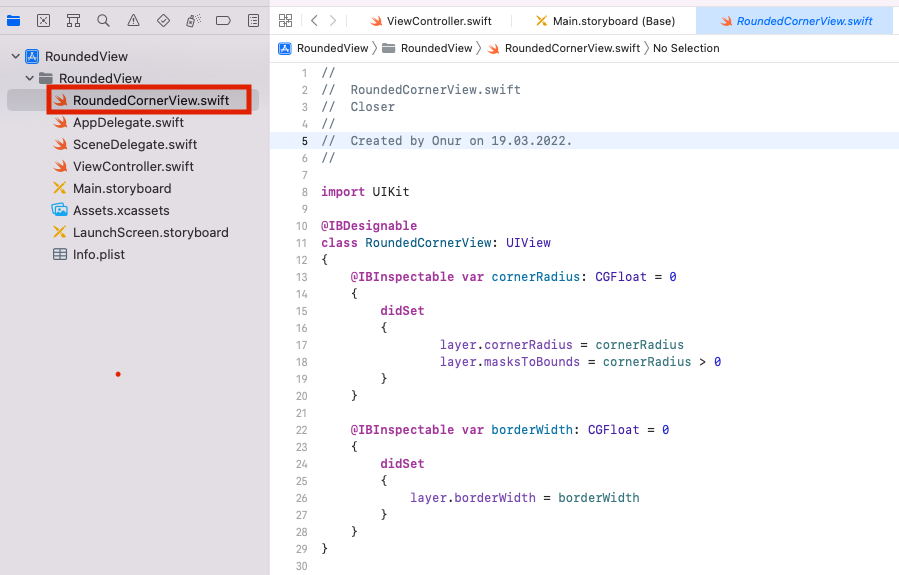 ViewController.swift
Main.storyboard (Base)
RoundedCornerView.swift
RoundedView
RoundedView
RoundedCornerView.swift
No Selection
RoundedView
RoundedView
RoundedCornerView.swift
AppDelegate.swift
SceneDelegate.swift
ViewController.swift
Main.storyboard
Assets.xcassets
LaunchScreen.storyboard
Info.plist
1 //
2 //  RoundedCornerView.swift
3 //  Closer
4 //
5 //  Created by Onur on 19.03.2022.
6 //
7
8 import UIKit
9
10 @IBDesignable
11 class RoundedCornerView: UIView
12 {
13     @IBInspectable var cornerRadius: CGFloat = 0
14     {
15         didSet
16         {
17                 layer.cornerRadius = cornerRadius
18                 layer.masksToBounds = cornerRadius > 0
19         }
20     }
21
22     @IBInspectable var borderWidth: CGFloat = 0
23     {
24         didSet
25         {
26             layer.borderWidth = borderWidth
27         }
28     }
29 }
30